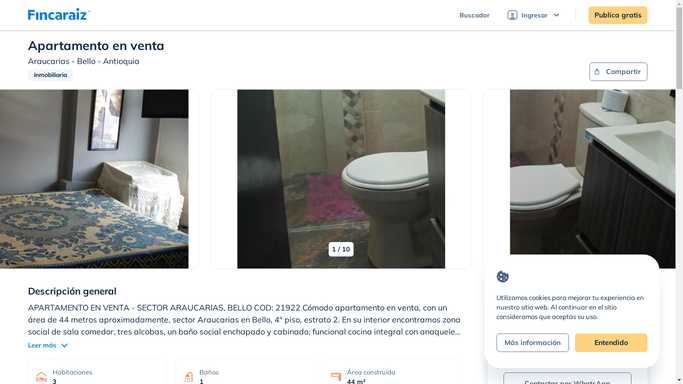 Fincaraiz
Buscador
Ingresar
Publica gratis
Apartamento en venta
Araucarias - Bello - Antioquia
Inmobiliaria
Compartir
1 / 10
Descripción general
APARTAMENTO EN VENTA - SECTOR ARAUCARIAS, BELLO COD: 21922 Cómodo apartamento en venta, con un
área de 44 metros aproximadamente, sector Araucarias en Bello, 4° piso, estrato 2. En su interior encontramos zona
social de sala comedor, tres alcobas, un baño social enchapado y cabinado; funcional cocina integral con anaquele...
Leer más
Habitaciones
3
Baños
1
Área construida
44 m²
Utilizamos cookies para mejorar tu experiencia en
nuestro sitio web. Al continuar en el sitio
consideramos que aceptas su uso.
Más información
Entendido
Contactar por WhatsApp